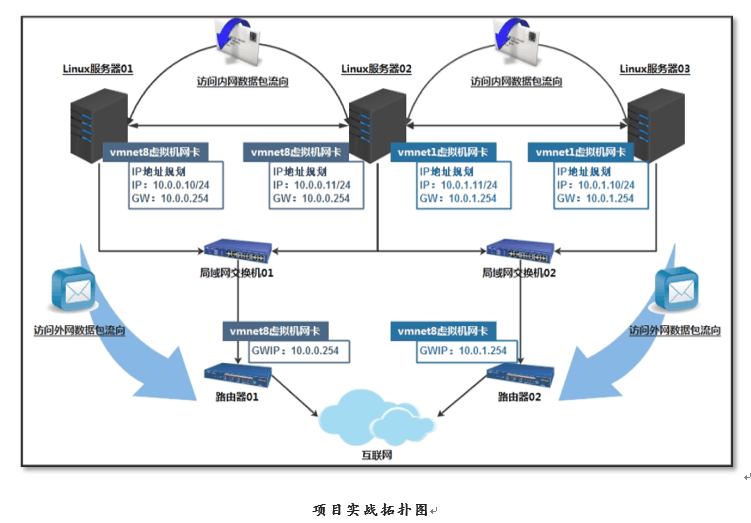 Linux服务器01
Linux服务器02
Linux服务器03
访问内网数据包流向
访问内网数据包流向
vmnet8虚拟机网卡
IP地址规划
IP：10.0.0.10/24
GW：10.0.0.254
vmnet8虚拟机网卡
IP地址规划
IP：10.0.0.11/24
GW：10.0.0.254
vmnet1虚拟机网卡
IP地址规划
IP：10.0.1.11/24
GW：10.0.1.254
vmnet1虚拟机网卡
IP地址规划
IP：10.0.1.10/24
GW：10.0.1.254
局域网交换机01
局域网交换机02
访问外网数据包流向
访问外网数据包流向
vmnet8虚拟机网卡
GWIP：10.0.0.254
vmnet8虚拟机网卡
GWIP：10.0.1.254
路由器01
路由器02
互联网
项目实战拓扑图